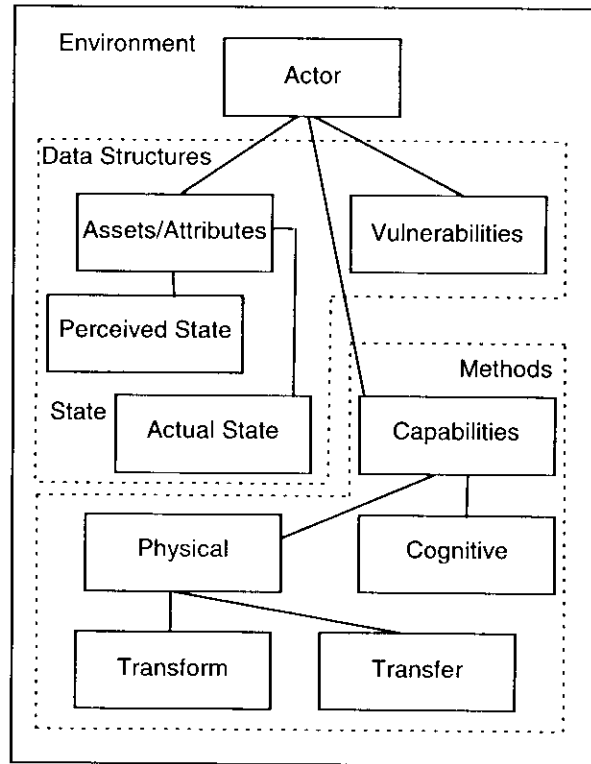 Environment
Actor
Data Structures
Assets/Attributes
Vulnerabilities
Perceived State
Methods
State
Actual State
Capabilities
Physical
Cognitive
Transform
Transfer